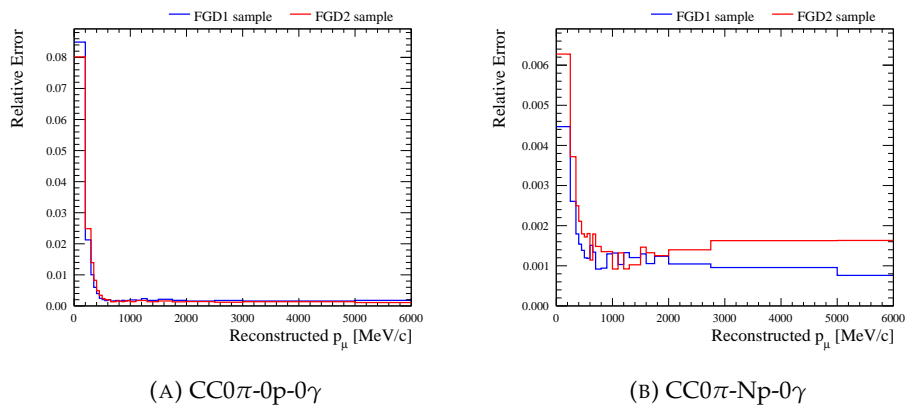 FGD1 sample FGD2 sample
Relative Error
0.08
0.07
0.06
0.05
0.04
0.03
0.02
0.01
0.00
0 1000 2000 3000 4000 5000 6000
Reconstructed pμ [MeV/c]
(A) CC0π-0p-0γ
FGD1 sample FGD2 sample
Relative Error
0.006
0.005
0.004
0.003
0.002
0.001
0.000
0 1000 2000 3000 4000 5000 6000
Reconstructed pμ [MeV/c]
(B) CC0π-Np-0γ